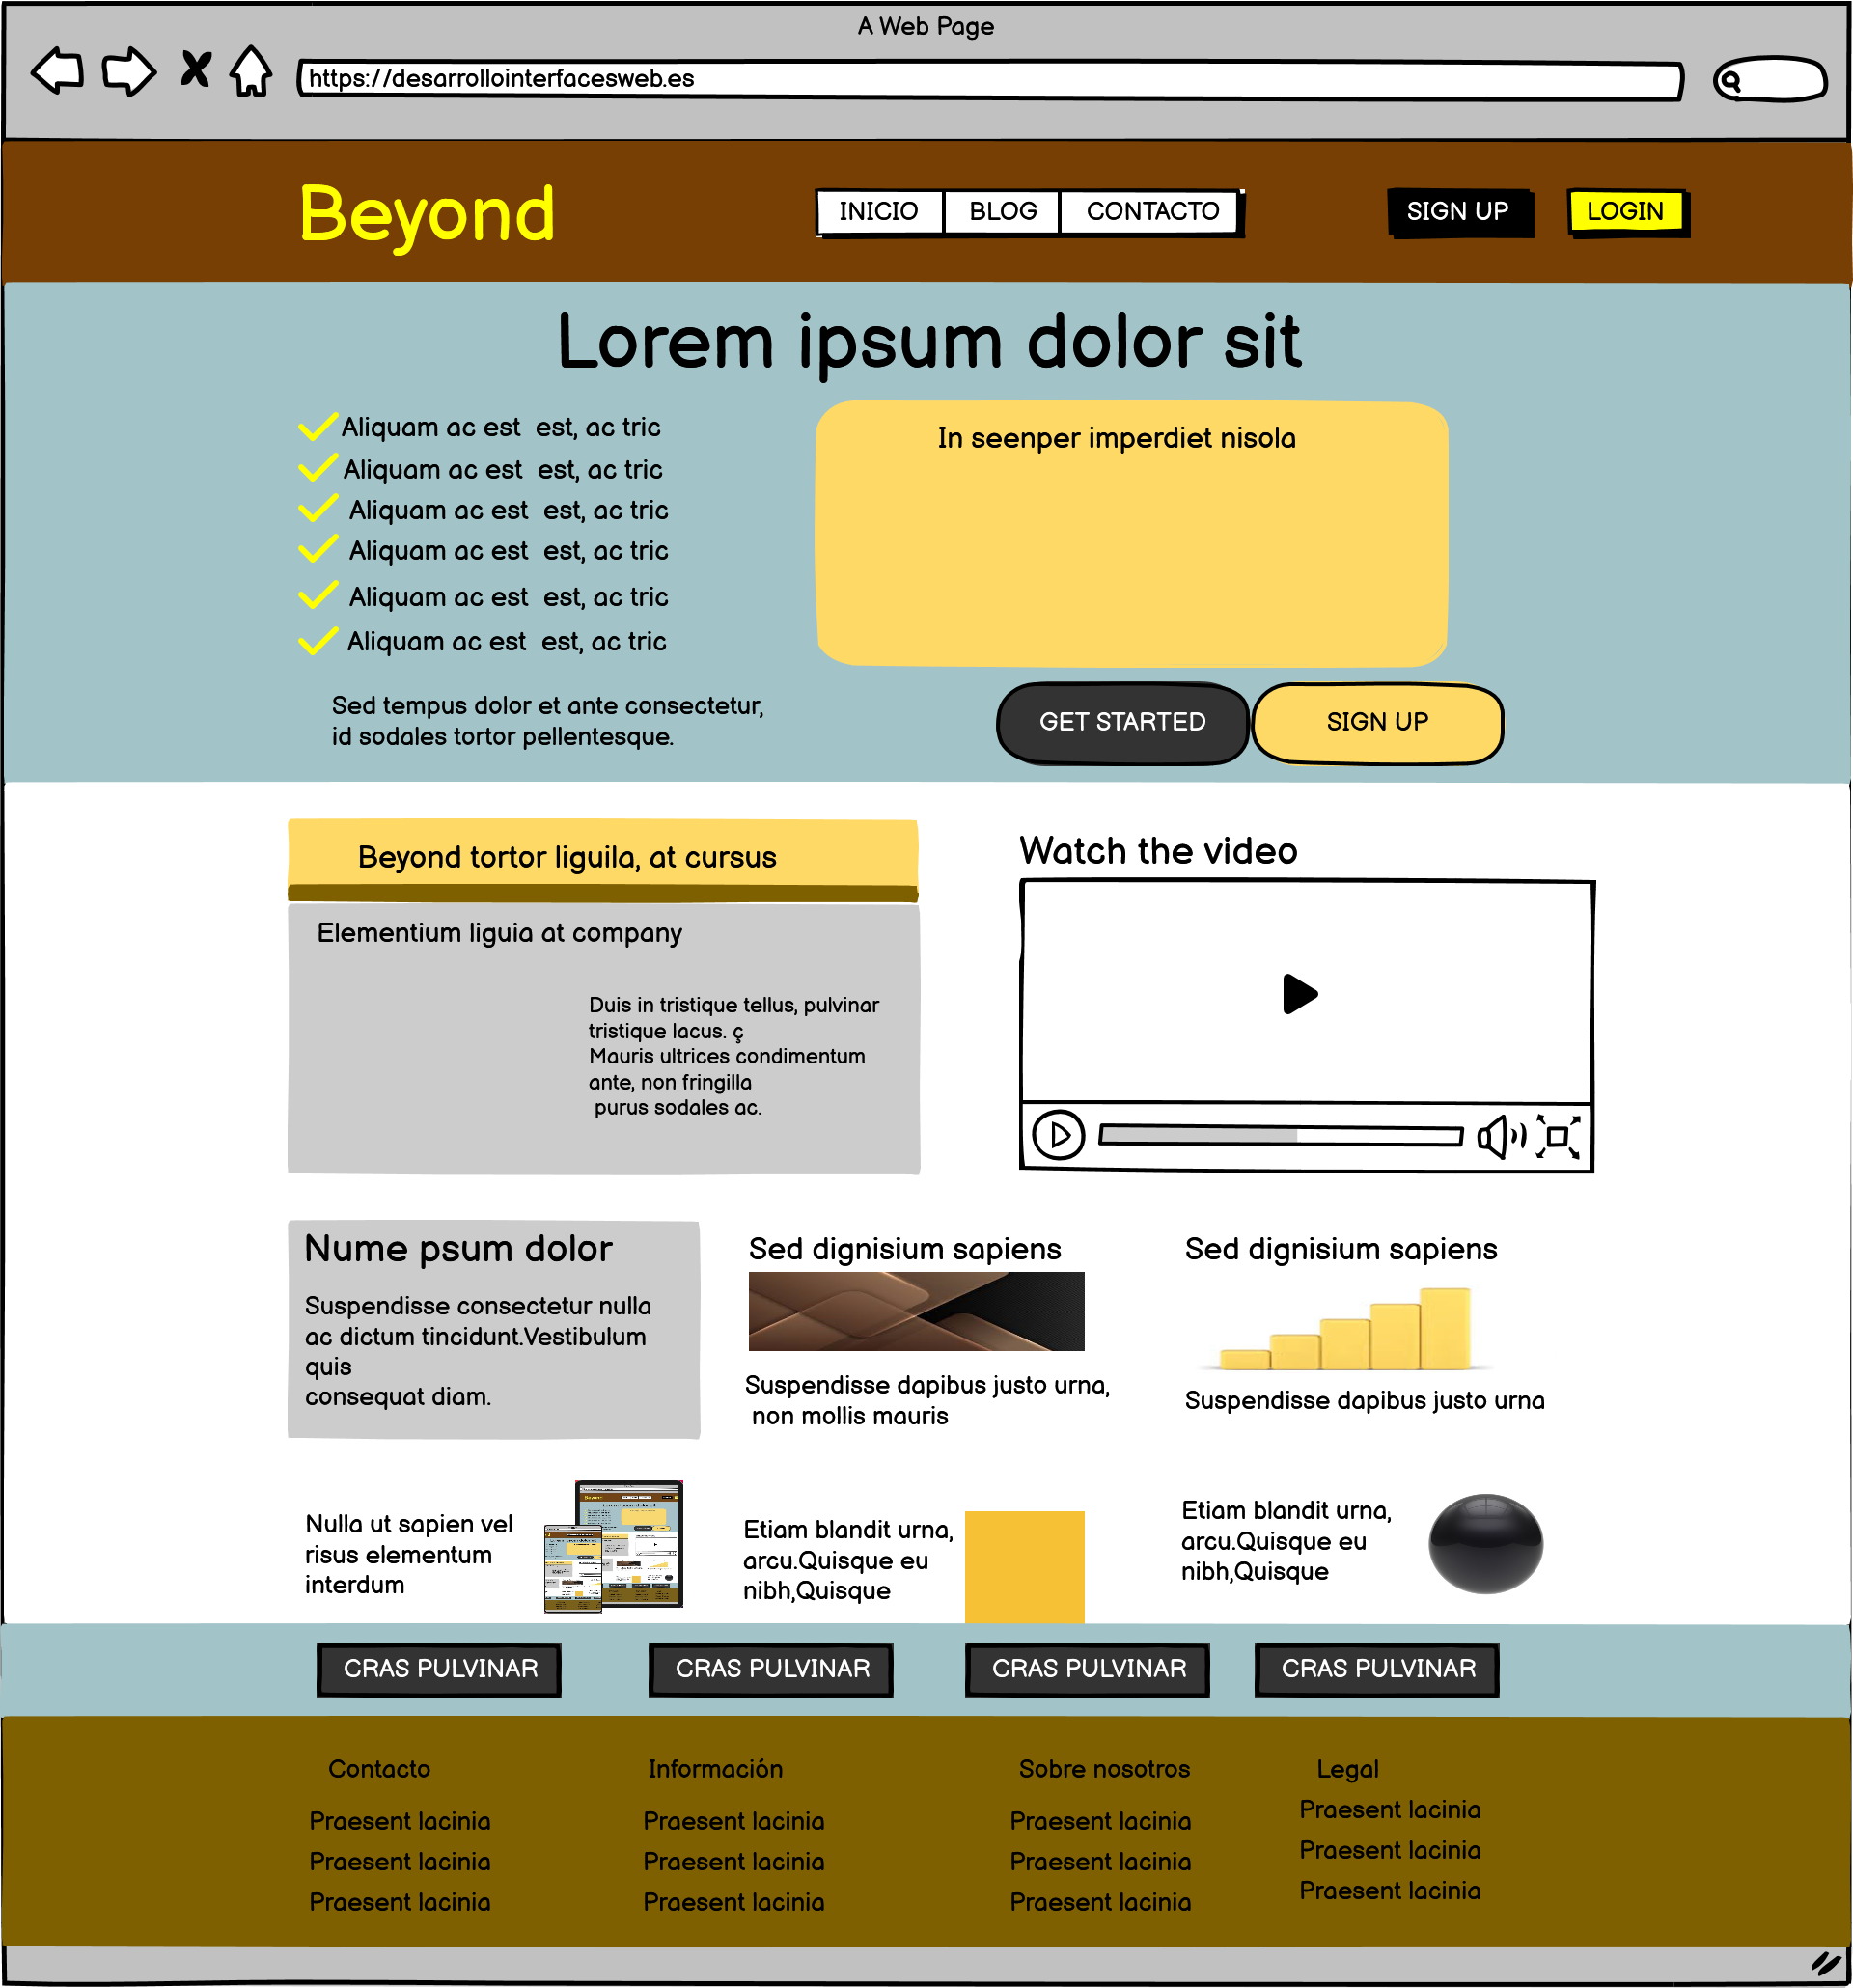 A Web Page
https://desarrollointerfacesweb.es
Beyond
INICIO BLOG CONTACTO SIGN UP LOGIN
Lorem ipsum dolor sit
Aliquam ac est est, ac tric
Aliquam ac est est, ac tric
Aliquam ac est est, ac tric
Aliquam ac est est, ac tric
Aliquam ac est est, ac tric
Aliquam ac est est, ac tric
Sed tempus dolor et ante consectetur,
id sodales tortor pellentesque.
In seenper imperdiet nisola
GET STARTED SIGN UP
Beyond tortor liguila, at cursus
Elementium liguia at company
Duis in tristique tellus, pulvinar
tristique lacus. ç
Mauris ultrices condimentum
ante, non fringilla
purus sodales ac.
Watch the video
Nume psum dolor
Suspendisse consectetur nulla
ac dictum tincidunt.Vestibulum
quis
consequat diam.
Sed dignisium sapiens
Suspendisse dapibus justo urna,
non mollis mauris
Sed dignisium sapiens
Suspendisse dapibus justo urna
Nulla ut sapien vel
risus elementum
interdum
Etiam blandit urna,
arcu.Quisque eu
nibh,Quisque
Etiam blandit urna,
arcu.Quisque eu
nibh,Quisque
CRAS PULVINAR CRAS PULVINAR CRAS PULVINAR CRAS PULVINAR
Contacto
Praesent lacinia
Praesent lacinia
Praesent lacinia
Información
Praesent lacinia
Praesent lacinia
Praesent lacinia
Sobre nosotros
Praesent lacinia
Praesent lacinia
Praesent lacinia
Legal
Praesent lacinia
Praesent lacinia
Praesent lacinia